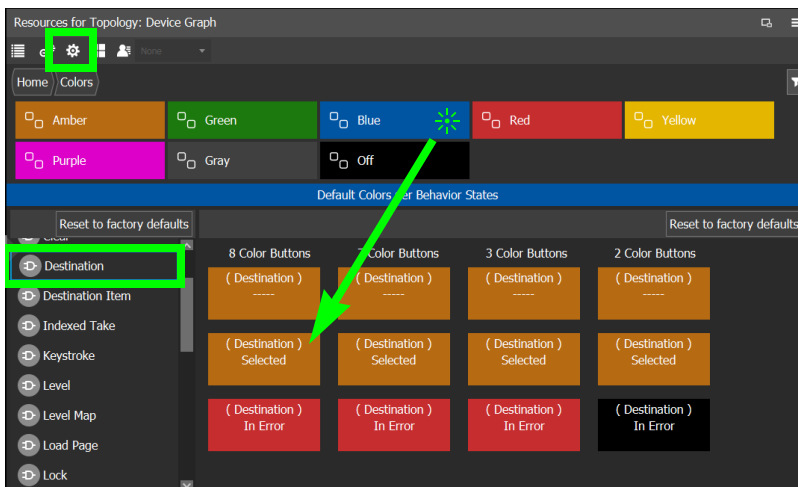 Resources for Topology: Device Graph
None
Home Colors
Amber Green Blue Red Yellow
Purple Gray Off
Default Colors per Behavior States
Reset to factory defaults Reset to factory defaults
Clear
Destination
Destination Item
Indexed Take
Keystroke
Level
Level Map
Load Page
Lock
8 Color Buttons Color Buttons 3 Color Buttons 2 Color Buttons
( Destination ) ( Destination ) ( Destination ) ( Destination )
----- ----- ----- -----
( Destination ) ( Destination ) ( Destination ) ( Destination )
Selected Selected Selected Selected
( Destination ) ( Destination ) ( Destination ) ( Destination )
In Error In Error In Error In Error